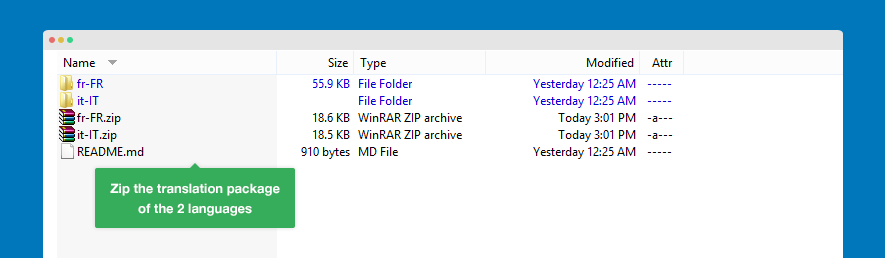 Name Size Type Modified Attr
fr-FR 55.9 KB File Folder Yesterday 12:25 AM -----
it-IT File Folder Yesterday 12:25 AM -----
fr-FR.zip 18.6 KB WinRAR ZIP archive Today 3:01 PM -a---
it-IT.zip 18.5 KB WinRAR ZIP archive Today 3:01 PM -a---
README.md 910 bytes MD File Yesterday 12:25 AM -----
Zip the translation package
of the 2 languages